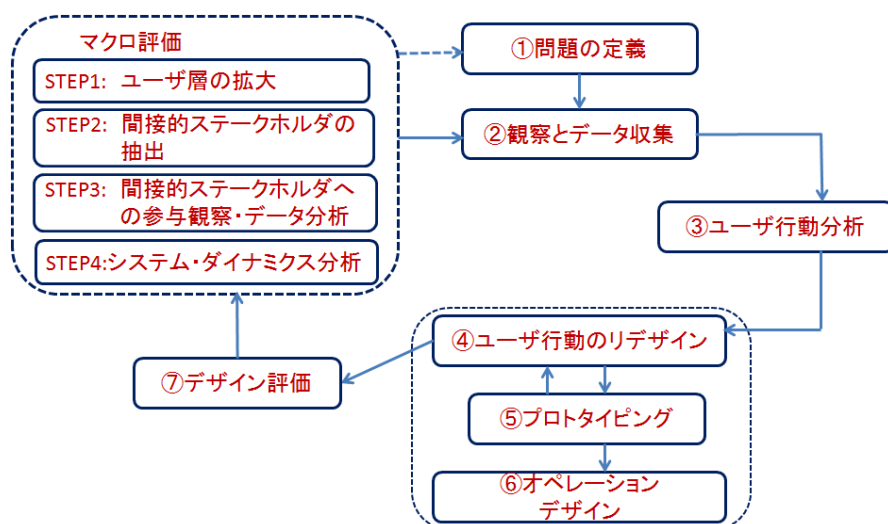 マクロ評価
STEP1: ユーザ層の拡大
STEP2: 間接的ステークホルダの
抽出
STEP3: 間接的ステークホルダへ
の参与観察・データ分析
STEP4:システム・ダイナミクス分析
①問題の定義
②観察とデータ収集
③ユーザ行動分析
④ユーザ行動のリデザイン
⑤プロトタイピング
⑥オペレーション
デザイン
⑦デザイン評価